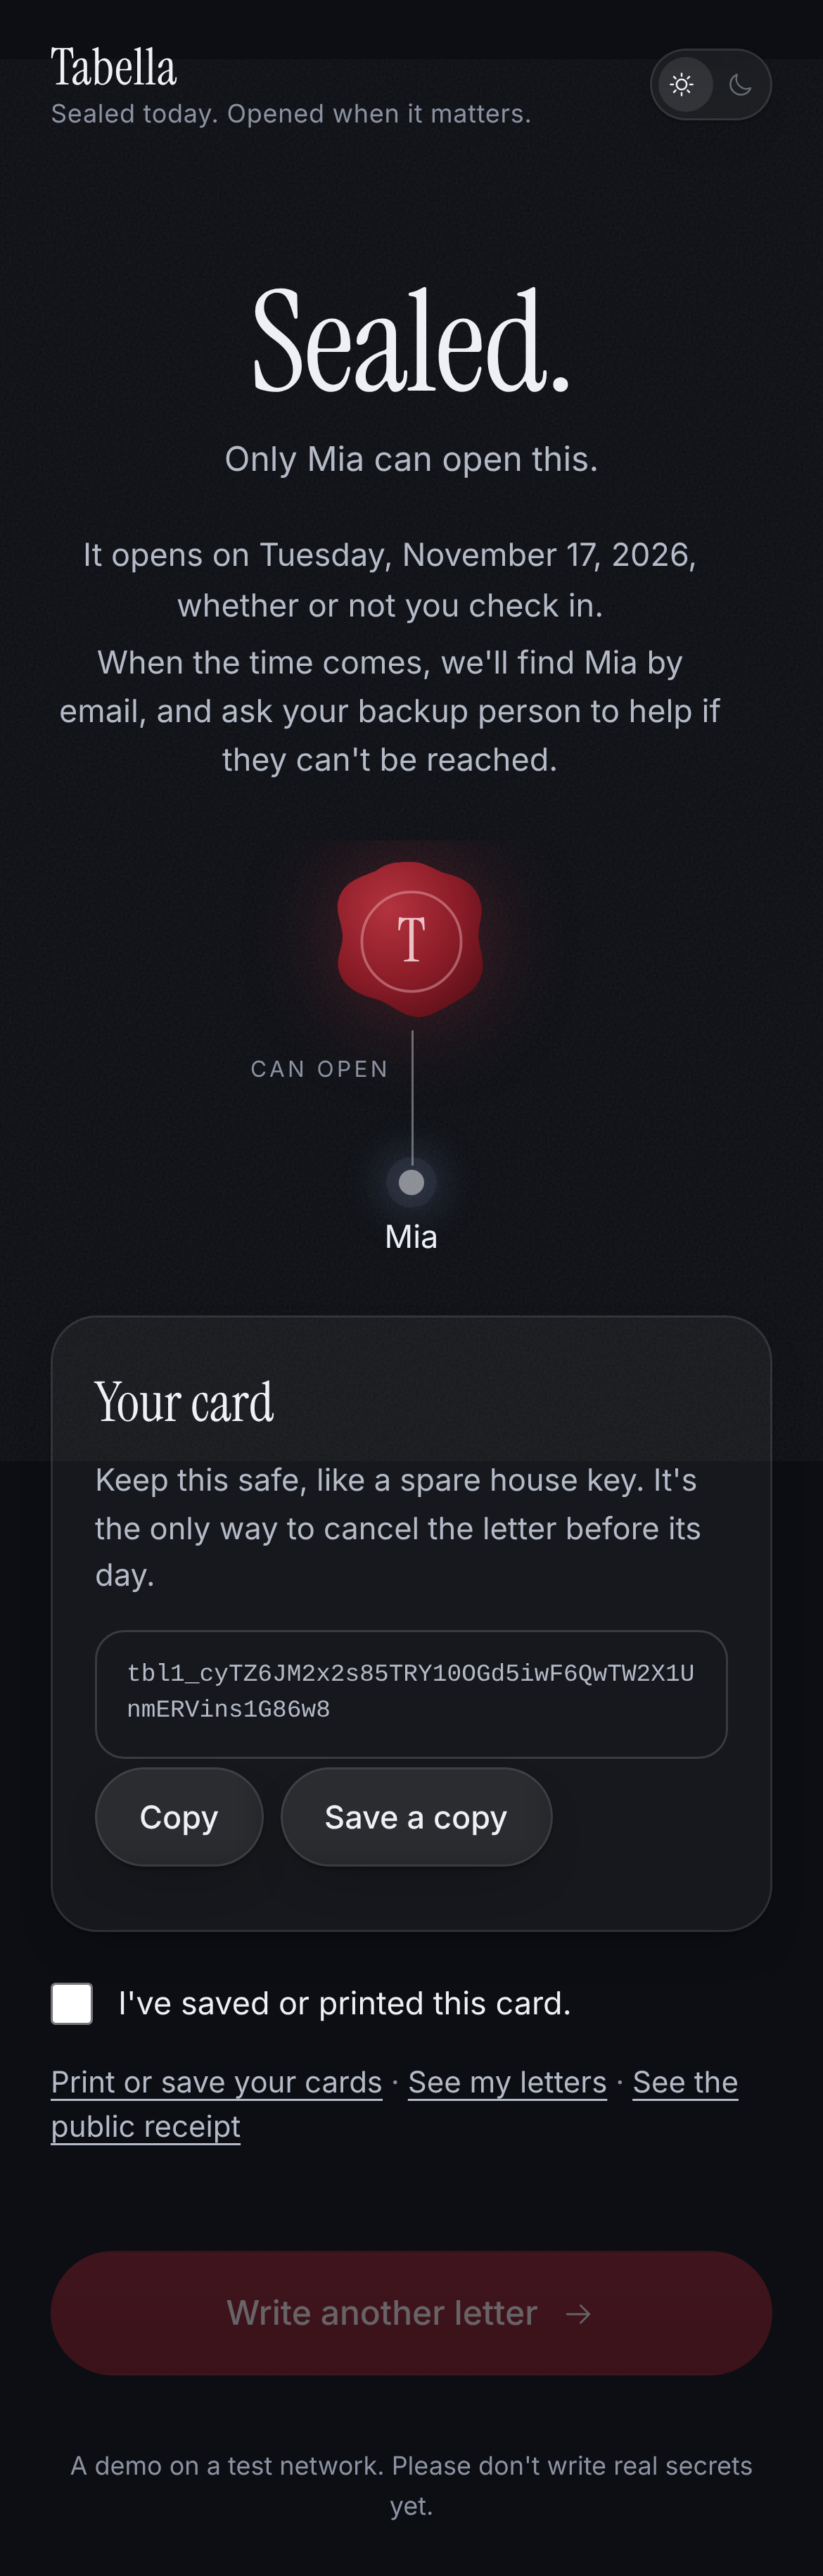 Tabella
Sealed today. Opened when it matters.
Sealed.
Only Mia can open this.
It opens on Tuesday, November 17, 2026,
whether or not you check in.
When the time comes, we'll find Mia by
email, and ask your backup person to help if
they can't be reached.
T
CAN OPEN
Mia
Your card
Keep this safe, like a spare house key. It's
the only way to cancel the letter before its
day.
tbl1_cyTZ6JM2x2s85TRY10OGd5iwF6QwTW2X1U
nmERVins1G86w8
Copy Save a copy
I've saved or printed this card.
Print or save your cards · See my letters · See the
public receipt
Write another letter →
A demo on a test network. Please don't write real secrets
yet.